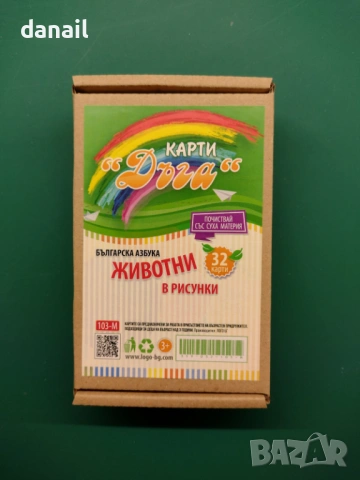 danail
КАРТИ
"Дъга"
ПОЧИСТВАЙ
СЪС СУХА МАТЕРИЯ
БЪЛГАРСКА АЗБУКА
ЖИВОТНИ
В РИСУНКИ
32
КАРТИ
103-М
3+
www.logo-bg.com
BAZAR
bg